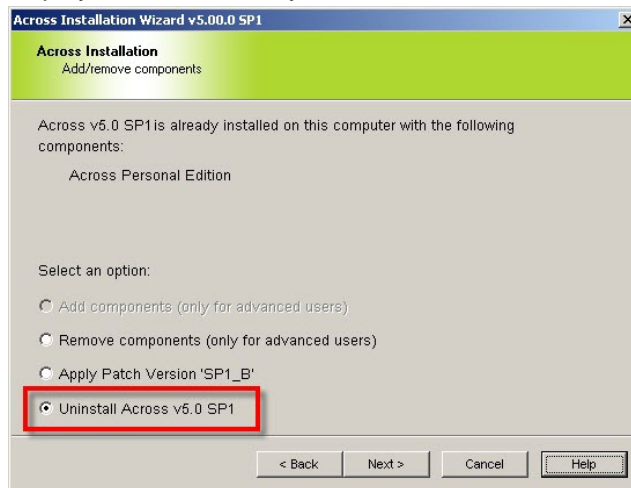 Across Installation Wizard v5.00.0 SP1
Across Installation
Add/remove components
Across v5.0 SP1is already installed on this computer with the following
components:
Across Personal Edition
Select an option:
Add components (only for advanced users)
Remove components (only for advanced users)
Apply Patch Version 'SP1_B'
Uninstall Across v5.0 SP1
< Back Next > Cancel Help